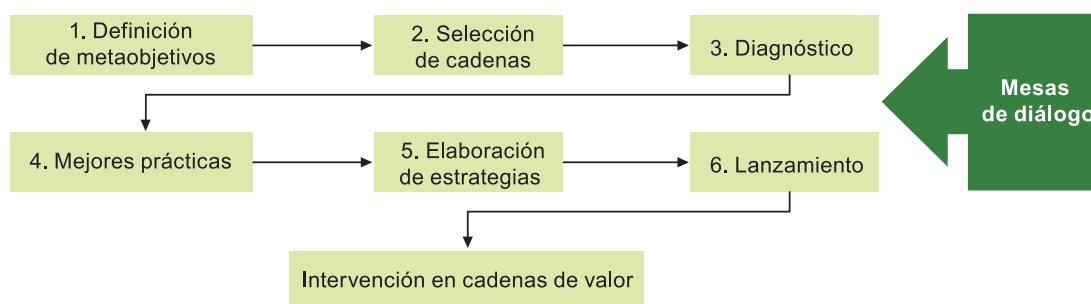 1. Definición
de metaobjetivos
2. Selección
de cadenas
3. Diagnóstico
Mesas
de diálogo
4. Mejores prácticas
5. Elaboración
de estrategias
6. Lanzamiento
Intervención en cadenas de valor